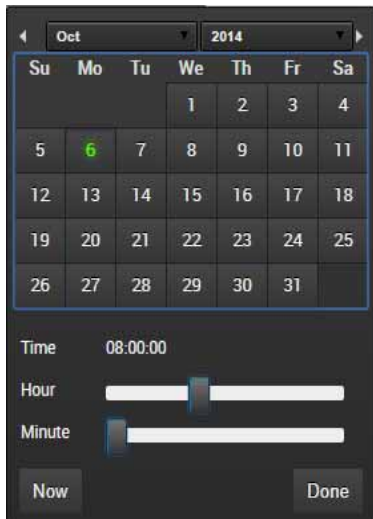 Oct 2014
Su Mo Tu We Th Fr Sa
1 2 3 4
5 6 7 8 9 10 11
12 13 14 15 16 17 18
19 20 21 22 23 24 25
26 27 28 29 30 31
Time 08:00:00
Hour
Minute
Now Done